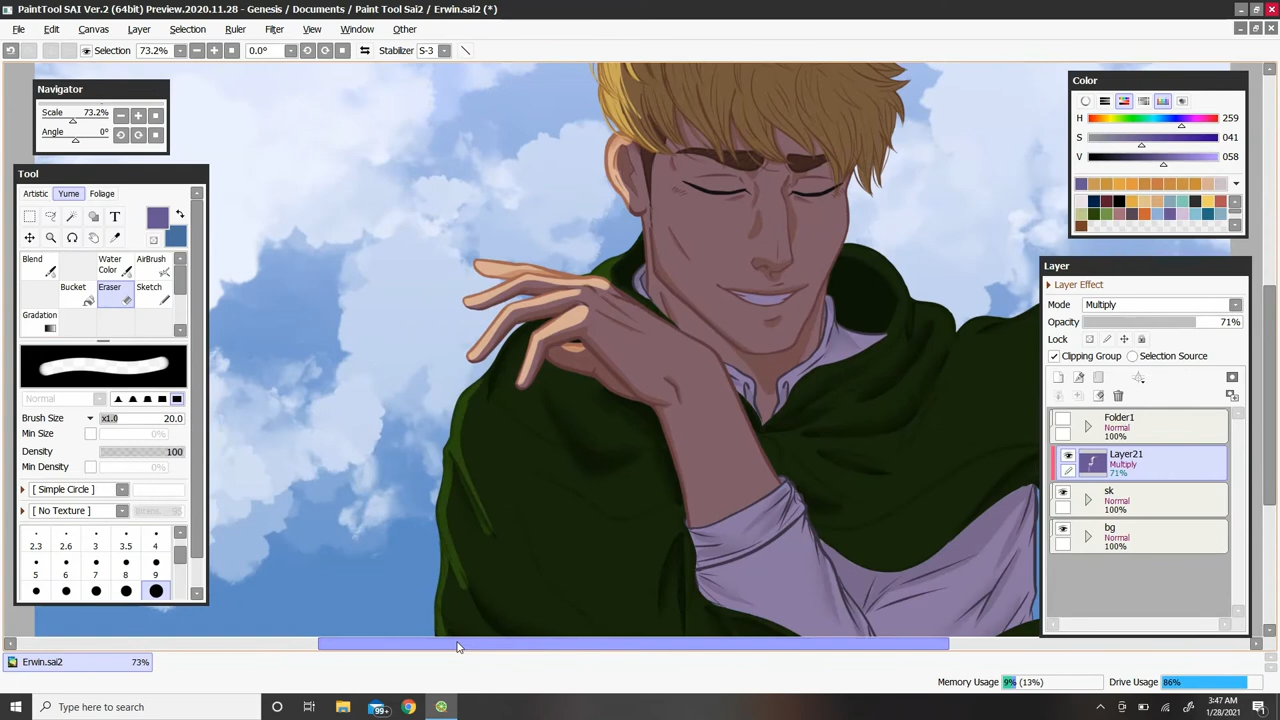 PaintTool SAI Ver.2 (64bit) Preview.2020.11.28 - Genesis / Documents / Paint Tool Sai2 / Erwin.sai2 (*)
File Edit Canvas Layer Selection Ruler Filter View Window Other
Selection 73.2% 0.0° Stabilizer S-3
Navigator
Scale 73.2%
Angle 0°
Tool
Artistic Yume Foliage
T
Blend Water Color AirBrush
Bucket Eraser Sketch
Gradation
Normal
Brush Size x1.0 20.0
Min Size 0%
Density 100
Min Density 0%
[ Simple Circle ]
[ No Texture ] 95%
2.3 2.6 3 3.5 4
5 6 7 8 9
Color
H 259
S 041
V 058
Layer
Layer Effect
Mode Multiply
Opacity 71%
Lock
Clipping Group Selection Source
Folder1
Normal
100%
Layer21
Multiply
71%
sk
Normal
100%
bg
Normal
100%
Erwin.sai2 73%
Memory Usage 9% (13%) Drive Usage 86%
Type here to search
99+
3:47 AM
1/28/2021
1